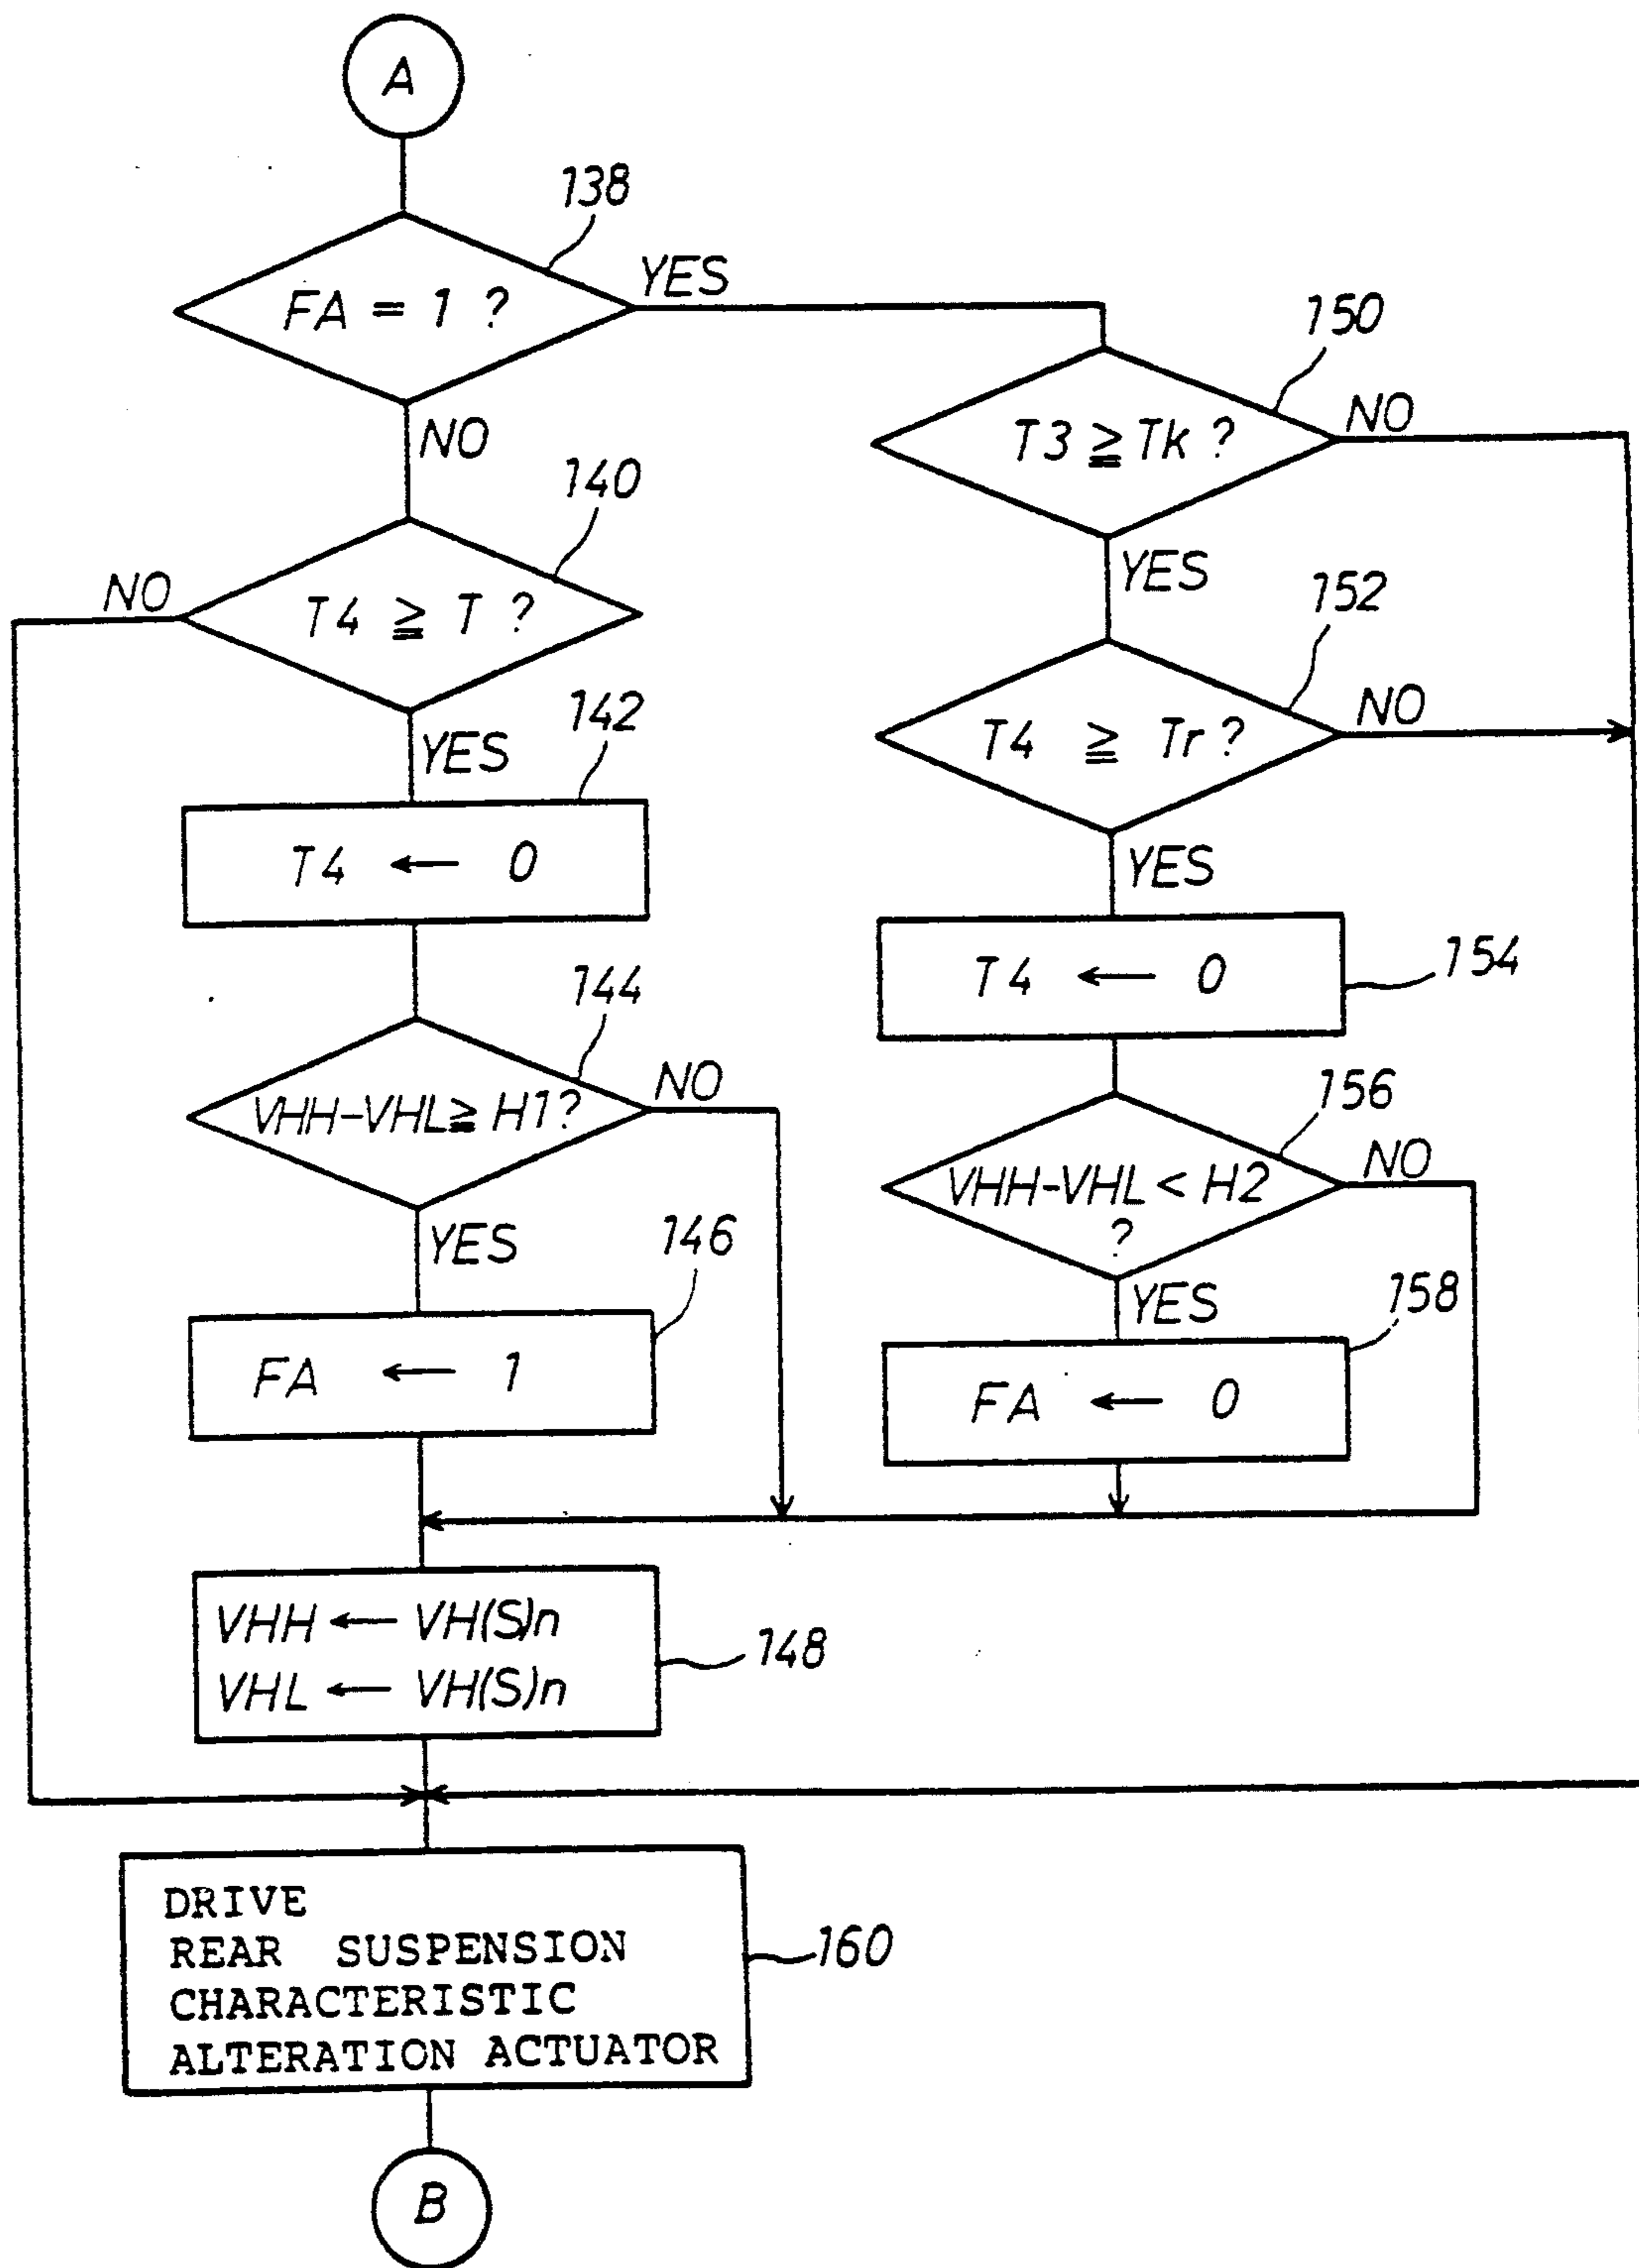 A
138
FA = 1 ?
YES
NO
150
T3 ≧ Tk ?
NO
YES
140
T4 ≧ T ?
NO
YES
152
T4 ≧ Tr ?
NO
YES
142
T4 ← 0
154
T4 ← 0
144
VHH-VHL ≧ H1?
NO
YES
156
VHH-VHL < H2
?
NO
YES
146
FA ← 1
158
FA ← 0
VHH ← VH(S)n
VHL ← VH(S)n
148
DRIVE
REAR SUSPENSION
CHARACTERISTIC
ALTERATION ACTUATOR
160
B